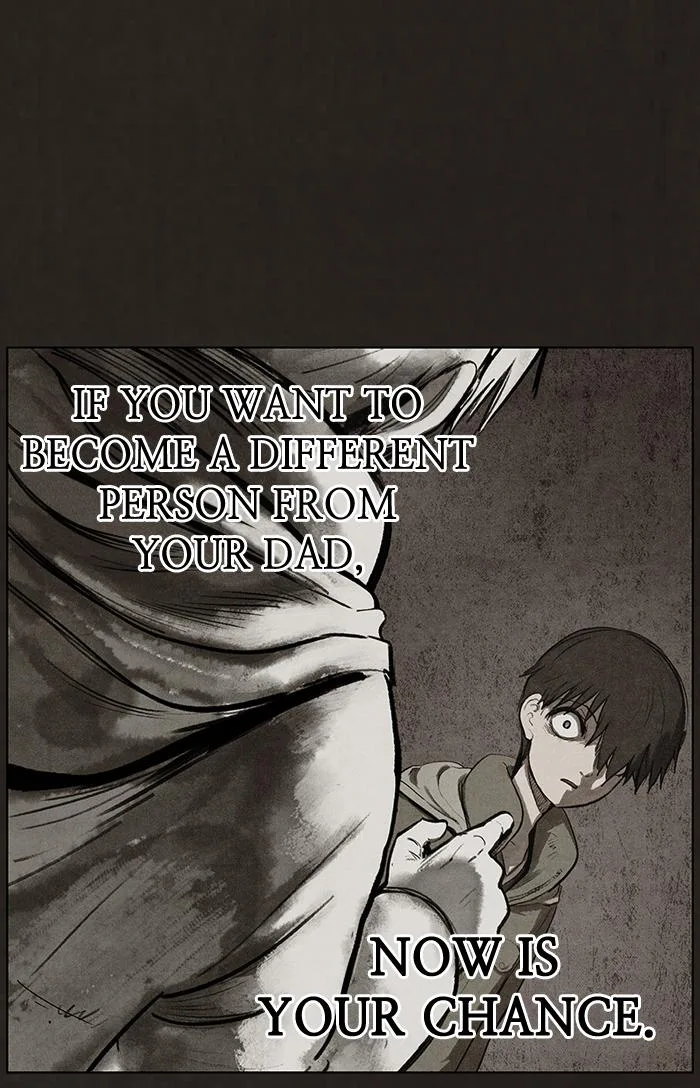 IF YOU WANT TO
BECOME A DIFFERENT
PERSON FROM
YOUR DAD,
NOW IS
YOUR CHANCE.